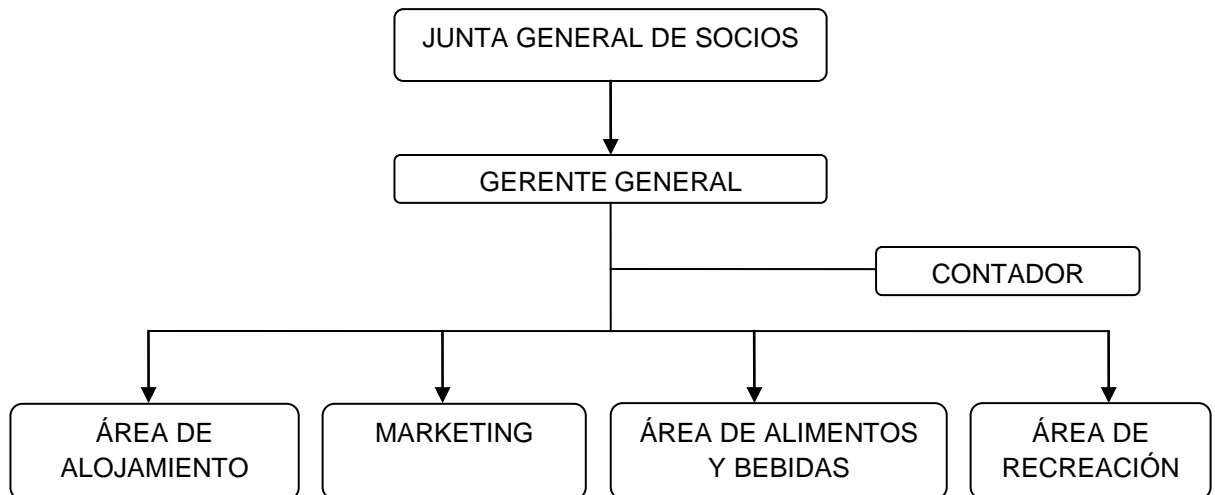 JUNTA GENERAL DE SOCIOS
GERENTE GENERAL
CONTADOR
ÁREA DE
ALOJAMIENTO
MARKETING
ÁREA DE ALIMENTOS
Y BEBIDAS
ÁREA DE
RECREACIÓN